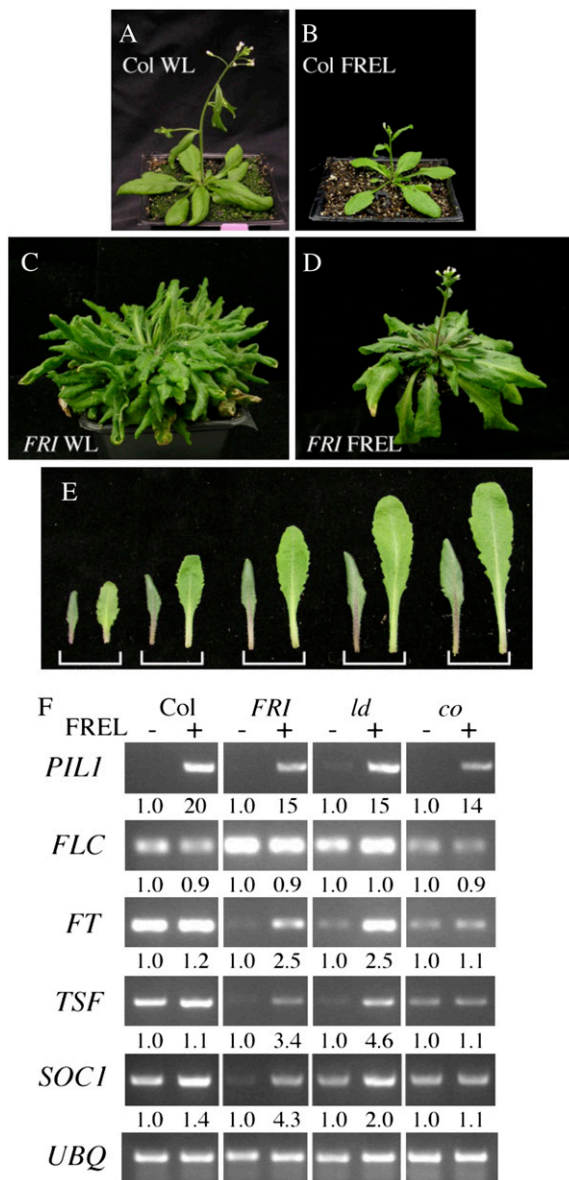 A
Col WL
B
Col FREL
C
FRI WL
D
FRI FREL
E
F
Col FRI ld co
FREL - + - + - + - +
PIL1
1.0 20 1.0 15 1.0 15 1.0 14
FLC
1.0 0.9 1.0 0.9 1.0 1.0 1.0 0.9
FT
1.0 1.2 1.0 2.5 1.0 2.5 1.0 1.1
TSF
1.0 1.1 1.0 3.4 1.0 4.6 1.0 1.1
SOC1
1.0 1.4 1.0 4.3 1.0 2.0 1.0 1.1
UBQ